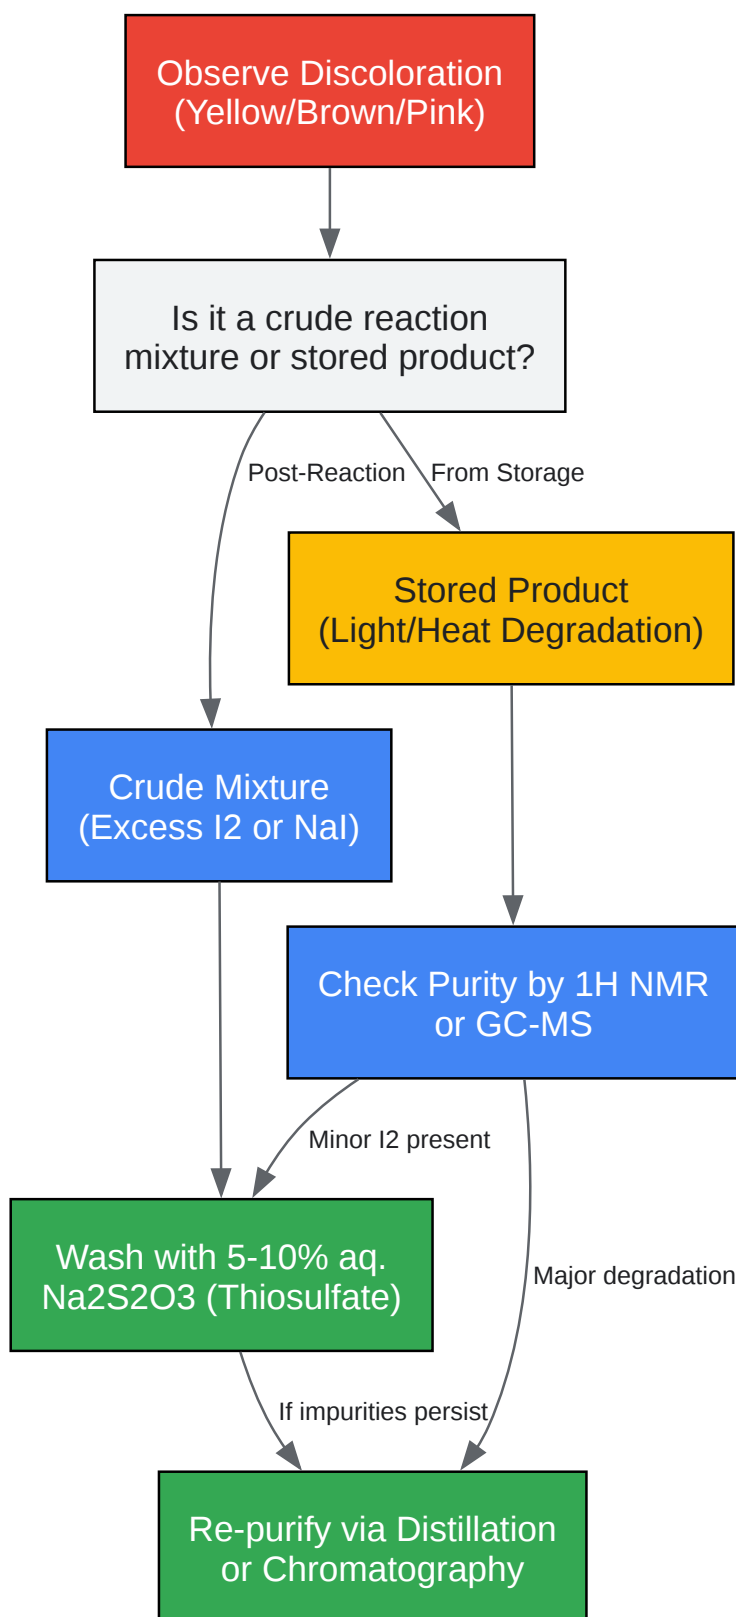 Observe Discoloration
(Yellow/Brown/Pink)
Is it a crude reaction
mixture or stored product?
Post-Reaction
From Storage
Stored Product
(Light/Heat Degradation)
Crude Mixture
(Excess I2 or NaI)
Check Purity by 1H NMR
or GC-MS
Minor I2 present
Wash with 5-10% aq.
Na2S2O3 (Thiosulfate)
Major degradation
If impurities persist
Re-purify via Distillation
or Chromatography